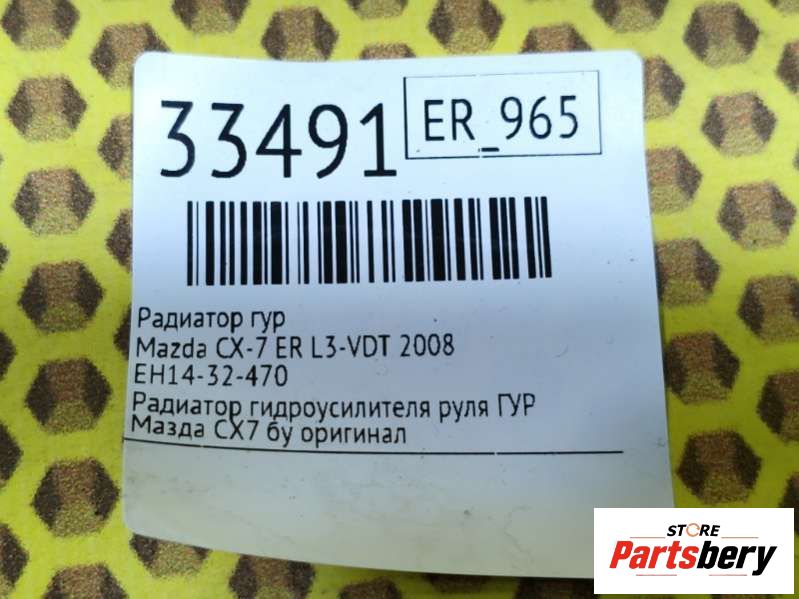 33491
ER_965
Радиатор гур
Mazda CX-7 ER L3-VDT 2008
EH14-32-470
Радиатор гидроусилителя руля ГУР
Мазда СХ7 бу оригинал
STORE
Partsbery